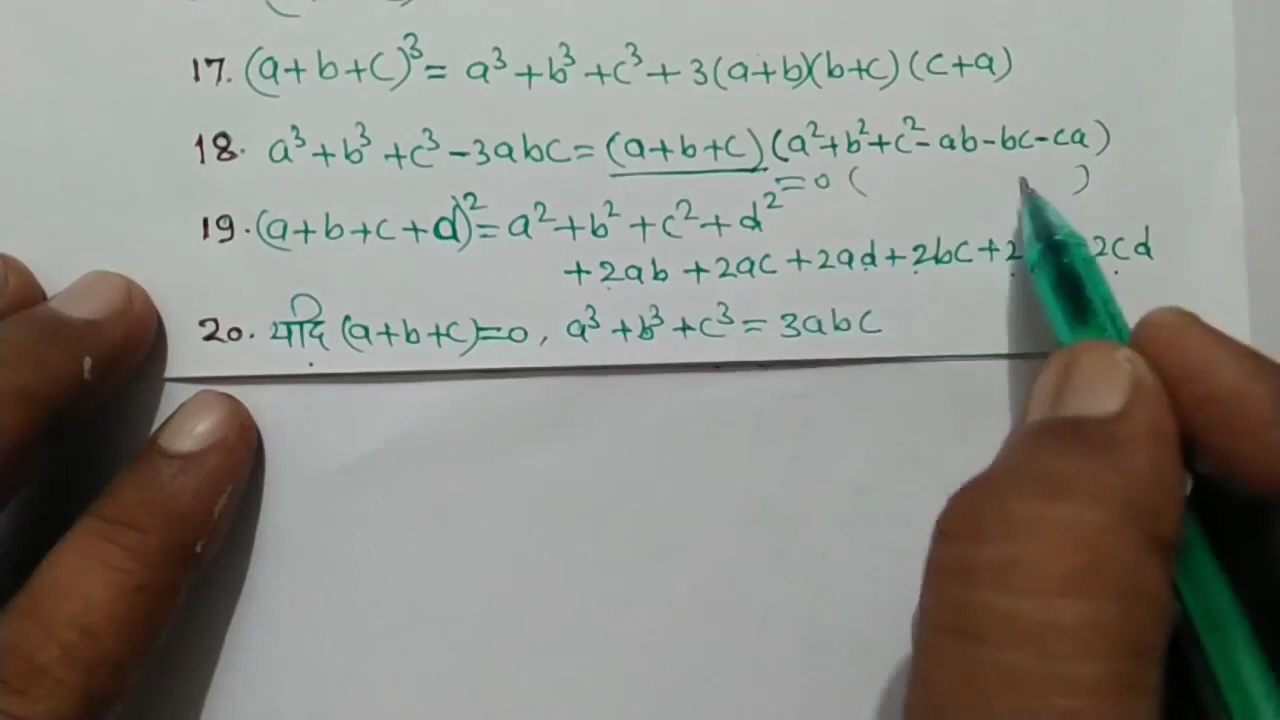 17. (a+b+c)³ = a³+b³+c³+3(a+b)(b+c)(c+a)
18. a³+b³+c³-3abc = (a+b+c)(a²+b²+c²-ab-bc-ca)
=0( )
19. (a+b+c+d)² = a²+b²+c²+d²
+2ab+2ac+2ad+2bc+2 2cd
20. यदि (a+b+c)=0, a³+b³+c³=3abc